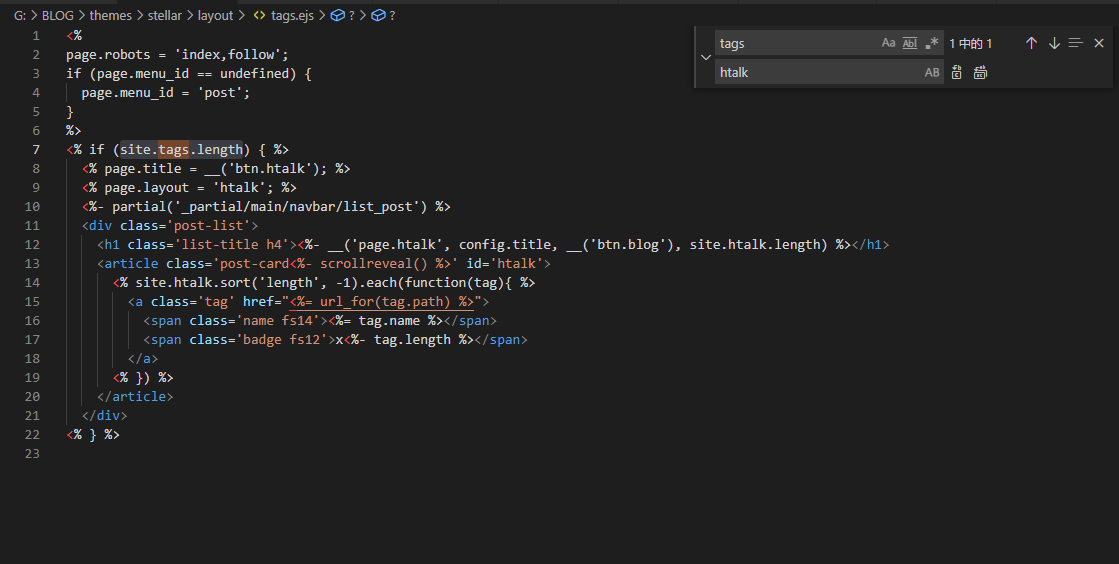 G: > BLOG > themes > stellar > layout > <> tags.ejs > ? > ?
tags Aa Ab .* 1 中的 1
htalk AB
1 <%
2 page.robots = 'index,follow';
3 if (page.menu_id == undefined) {
4 page.menu_id = 'post';
5 }
6 %>
7 <% if (site.tags.length) { %>
8 <% page.title = __('btn.htalk'); %>
9 <% page.layout = 'htalk'; %>
10 <%- partial('_partial/main/navbar/list_post') %>
11 <div class='post-list'>
12 <h1 class='list-title h4'><%- __('page.htalk', config.title, __('btn.blog'), site.htalk.length) %></h1>
13 <article class='post-card<%- scrollreveal() %>' id='htalk'>
14 <% site.htalk.sort('length', -1).each(function(tag){ %>
15 <a class='tag' href="<%= url_for(tag.path) %>">
16 <span class='name fs14'><%= tag.name %></span>
17 <span class='badge fs12'>x<%- tag.length %></span>
18 </a>
19 <% }) %>
20 </article>
21 </div>
22 <% } %>
23